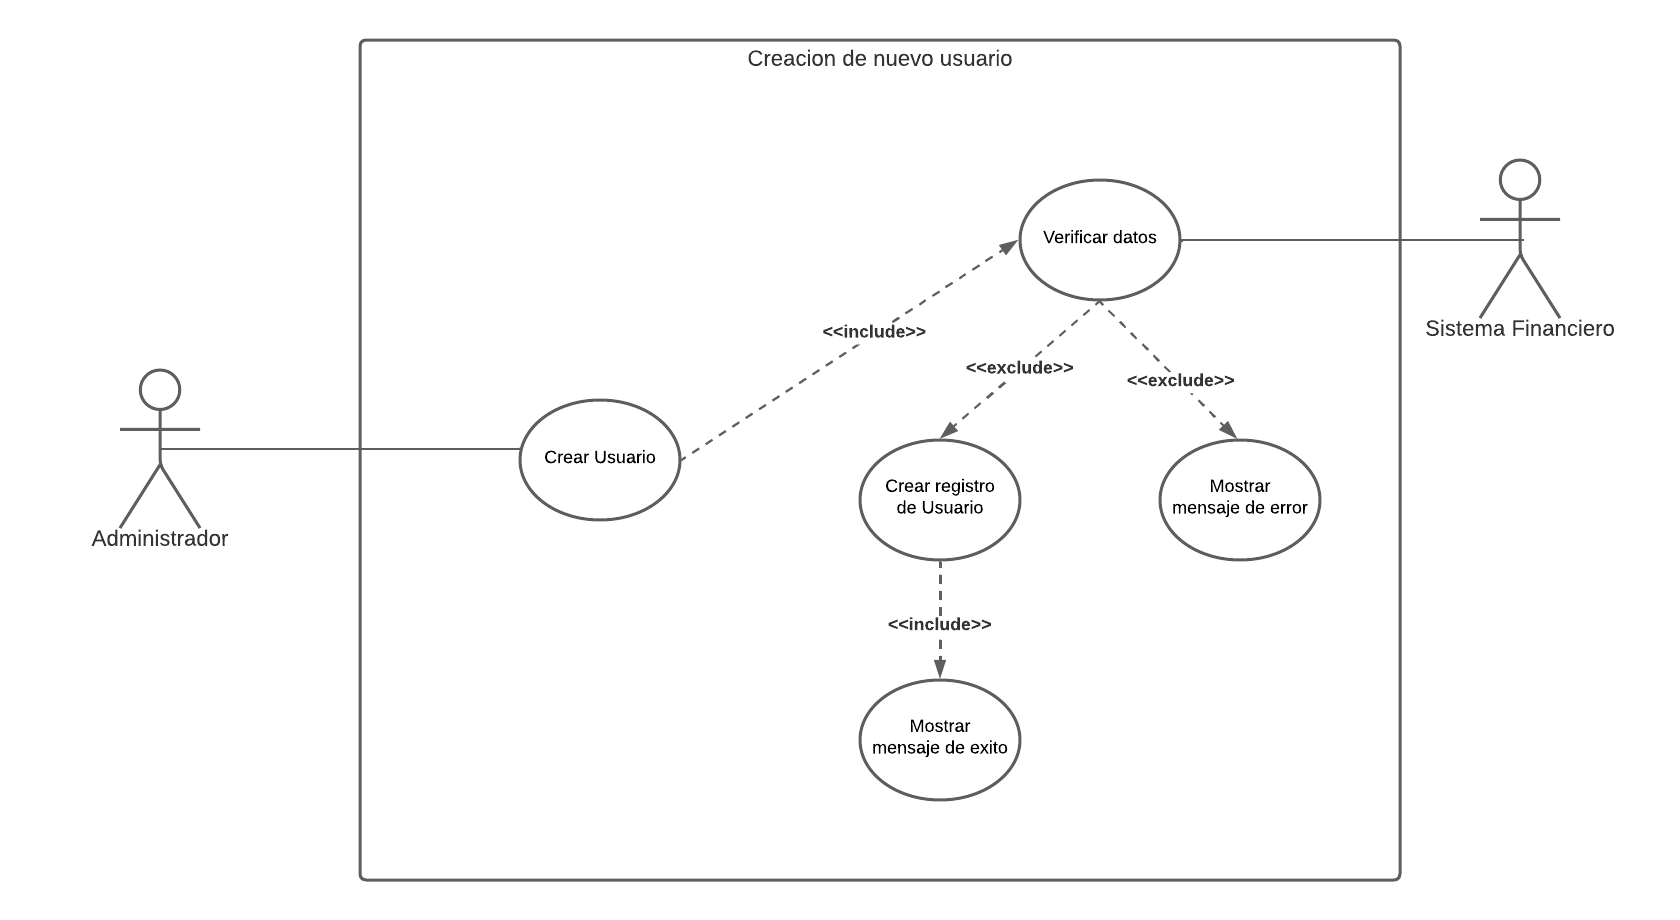 Creacion de nuevo usuario
Verificar datos
Sistema Financiero
<<include>>
<<exclude>>
<<exclude>>
Crear Usuario
Administrador
Crear registro
de Usuario
Mostrar
mensaje de error
<<include>>
Mostrar
mensaje de exito